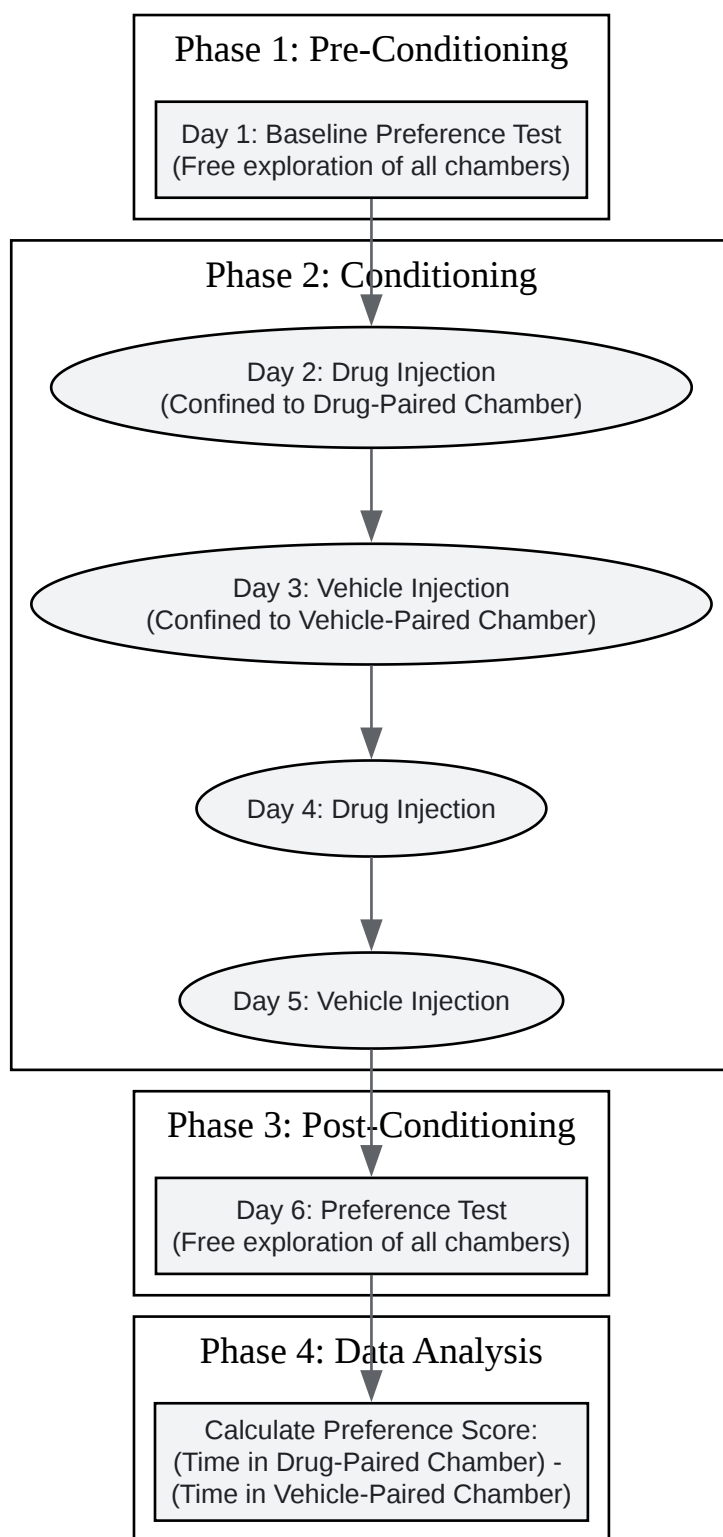 Phase 1: Pre-Conditioning
Day 1: Baseline Preference Test
(Free exploration of all chambers)
Phase 2: Conditioning
Day 2: Drug Injection
(Confined to Drug-Paired Chamber)
Day 3: Vehicle Injection
(Confined to Vehicle-Paired Chamber)
Day 4: Drug Injection
Day 5: Vehicle Injection
Phase 3: Post-Conditioning
Day 6: Preference Test
(Free exploration of all chambers)
Phase 4: Data Analysis
Calculate Preference Score:
(Time in Drug-Paired Chamber) -
(Time in Vehicle-Paired Chamber)